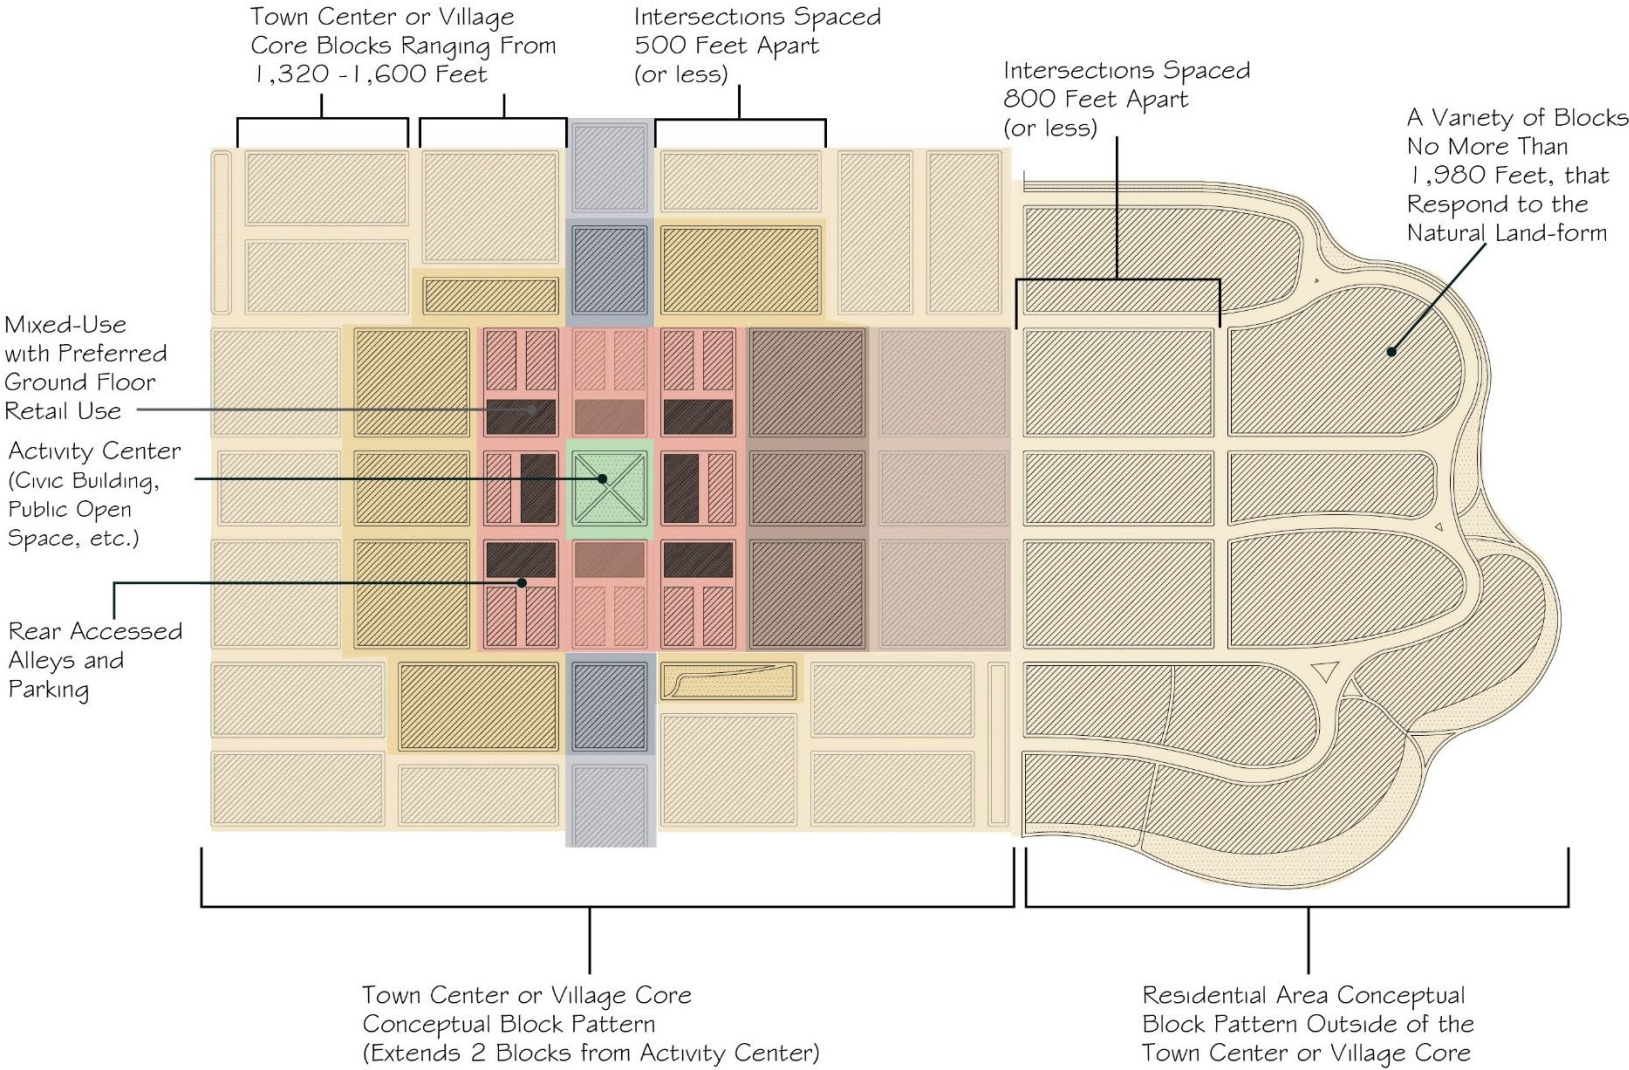 Town Center or Village
Core Blocks Ranging From
1,320 -1,600 Feet
Intersections Spaced
500 Feet Apart
(or less)
Intersections Spaced
800 Feet Apart
(or less)
A Variety of Blocks
No More Than
1,980 Feet, that
Respond to the
Natural Land-form
Mixed-Use
with Preferred
Ground Floor
Retail Use
Activity Center
(Civic Building,
Public Open
Space, etc.)
Rear Accessed
Alleys and
Parking
Town Center or Village Core
Conceptual Block Pattern
(Extends 2 Blocks from Activity Center)
Residential Area Conceptual
Block Pattern Outside of the
Town Center or Village Core